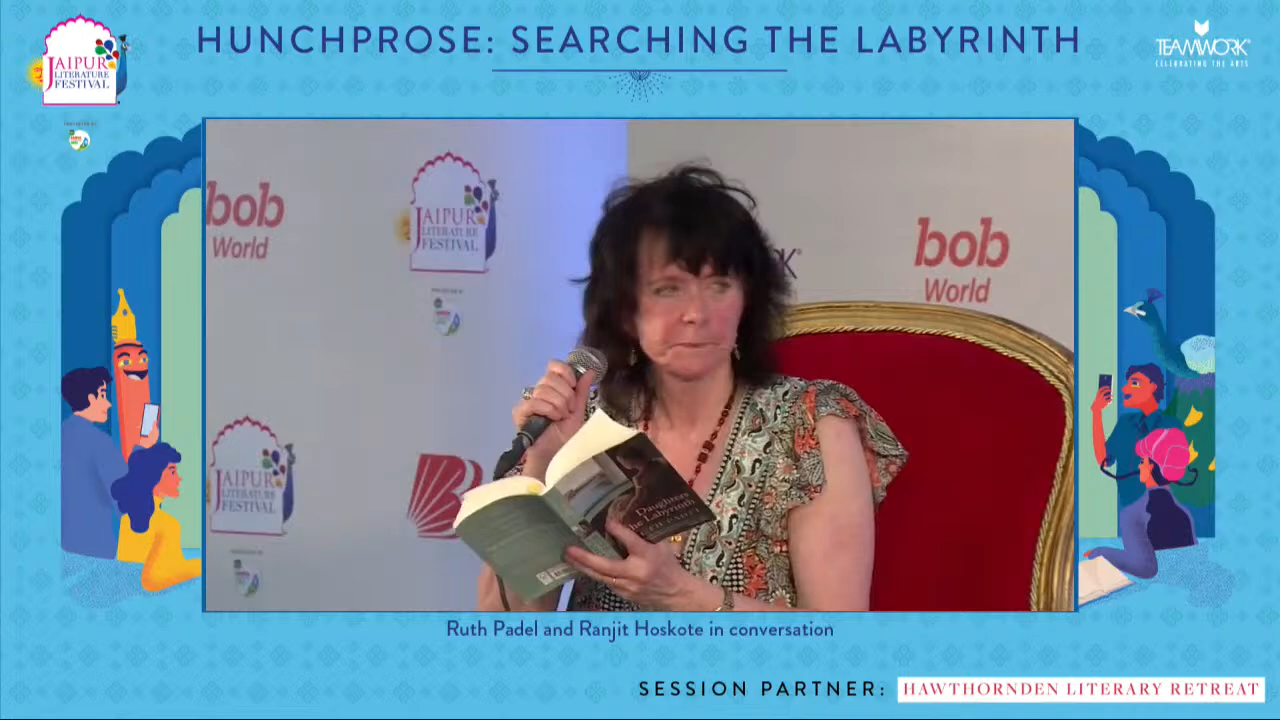 HUNCHPROSE: SEARCHING THE LABYRINTH
JAIPUR
LITERATURE
FESTIVAL
TEAMWORK
CELEBRATING THE ARTS
bob
World
JAIPUR
LITERATURE
FESTIVAL
bob
World
JAIPUR
LITERATURE
FESTIVAL
Daughters
the Labyrinth
Ruth Padel and Ranjit Hoskote in conversation
SESSION PARTNER: HAWTHORNDEN LITERARY RETREAT